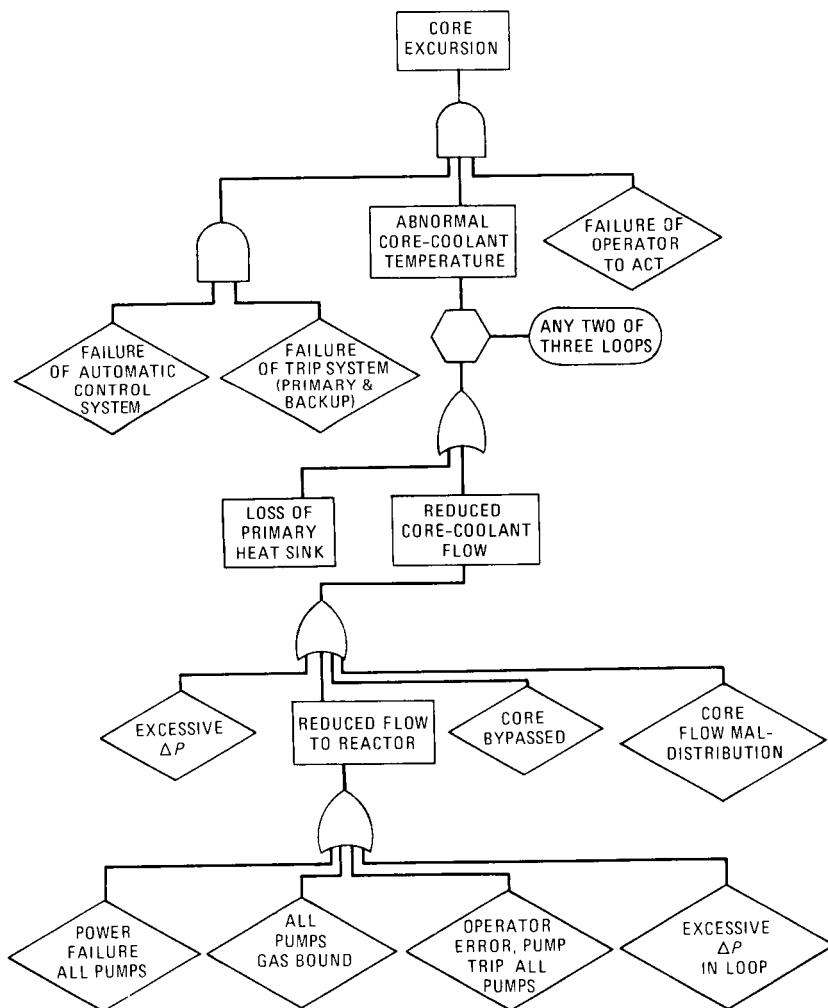 CORE
EXCURSION
ABNORMAL
CORE-COOLANT
TEMPERATURE
FAILURE OF
OPERATOR
TO ACT
FAILURE
OF AUTOMATIC
CONTROL
SYSTEM
FAILURE
OF TRIP SYSTEM
(PRIMARY &
BACKUP)
ANY TWO OF
THREE LOOPS
LOSS OF
PRIMARY
HEAT SINK
REDUCED
CORE-COOLANT
FLOW
EXCESSIVE
ΔP
REDUCED FLOW
TO REACTOR
CORE
BYPASSED
CORE
FLOW MAL-
DISTRIBUTION
POWER
FAILURE
ALL PUMPS
ALL
PUMPS
GAS BOUND
OPERATOR
ERROR, PUMP
TRIP ALL
PUMPS
EXCESSIVE
ΔP
IN LOOP